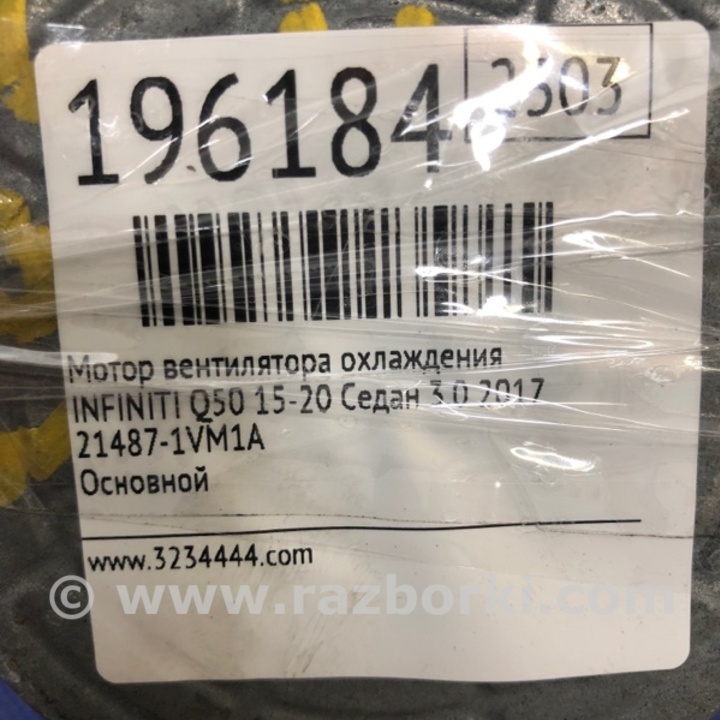 196184 2503
Мотор вентилятора охлаждения
INFINITI Q50 15-20 Седан 3.0 2017
21487-1VM1A
Основной
www.3234444.com
© www.razborki.com